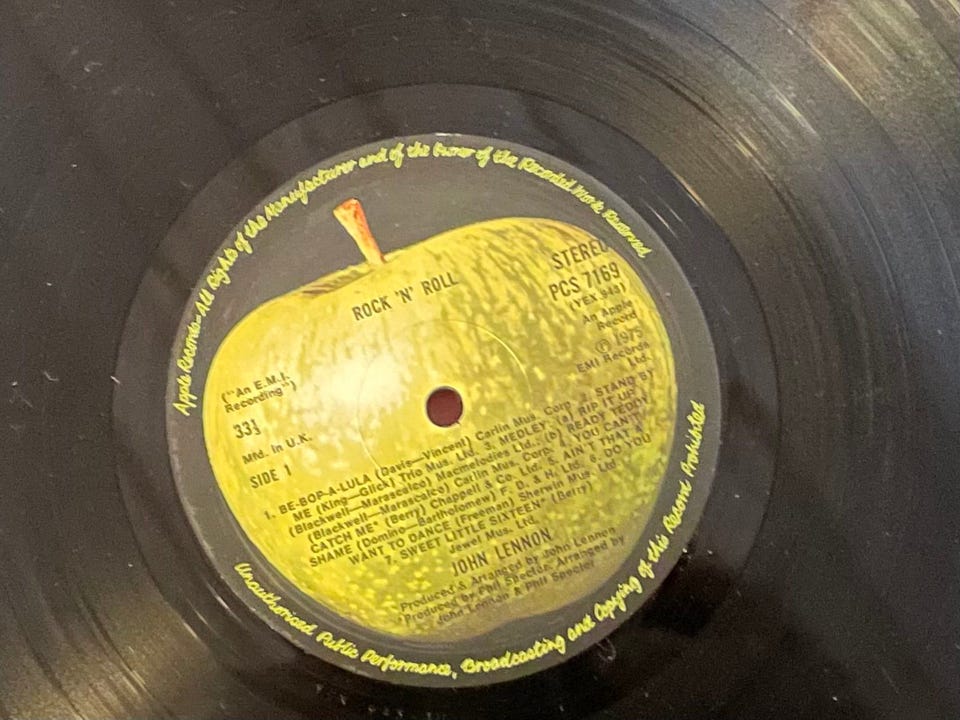 Apple Records—All Rights of the Manufacturer and of the Owner of the Recorded Work Reserved
ROCK 'N' ROLL
STEREO
PCS 7169
(YEX.943)
An Apple
Record
Ⓟ 1975
EMI Records
Ltd.
("An E.M.I.
Recording")
33⅓
Mfd. In U.K.
SIDE 1
1. BE-BOP-A-LULA (Davis—Vincent) Carlin Mus. Corp. 2. STAND BY
ME (King—Glick) Trio Mus. Ltd. 3. MEDLEY: (a) RIP IT UP
(Blackwell—Marascalco) Macmelodies Ltd.; (b) READY TEDDY
(Blackwell—Marascalco) Carlin Mus. Corp. 4. YOU CAN'T
CATCH ME* (Berry) Chappell & Co. Ltd. 5. AIN'T THAT A
SHAME (Domino—Bartholomew) F. D. & H. Ltd. 6. DO YOU
WANT TO DANCE (Freeman) Sherwin Mus. Ltd
7. SWEET LITTLE SIXTEEN* (Berry)
Jewel Mus. Ltd.
JOHN LENNON
Produced & Arranged by John Lennon
*Produced by Phil Spector, Arranged by
John Lennon & Phil Spector
Unauthorised Public Performance, Broadcasting and Copying of this Record Prohibited